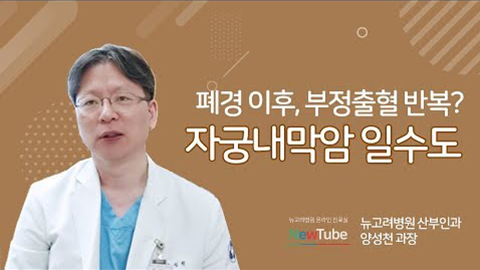 폐경 이후, 부정출혈 반복?
자궁내막암 일수도
뉴고려병원 온라인 진료실
NewTube
뉴고려병원 산부인과
양성천 과장